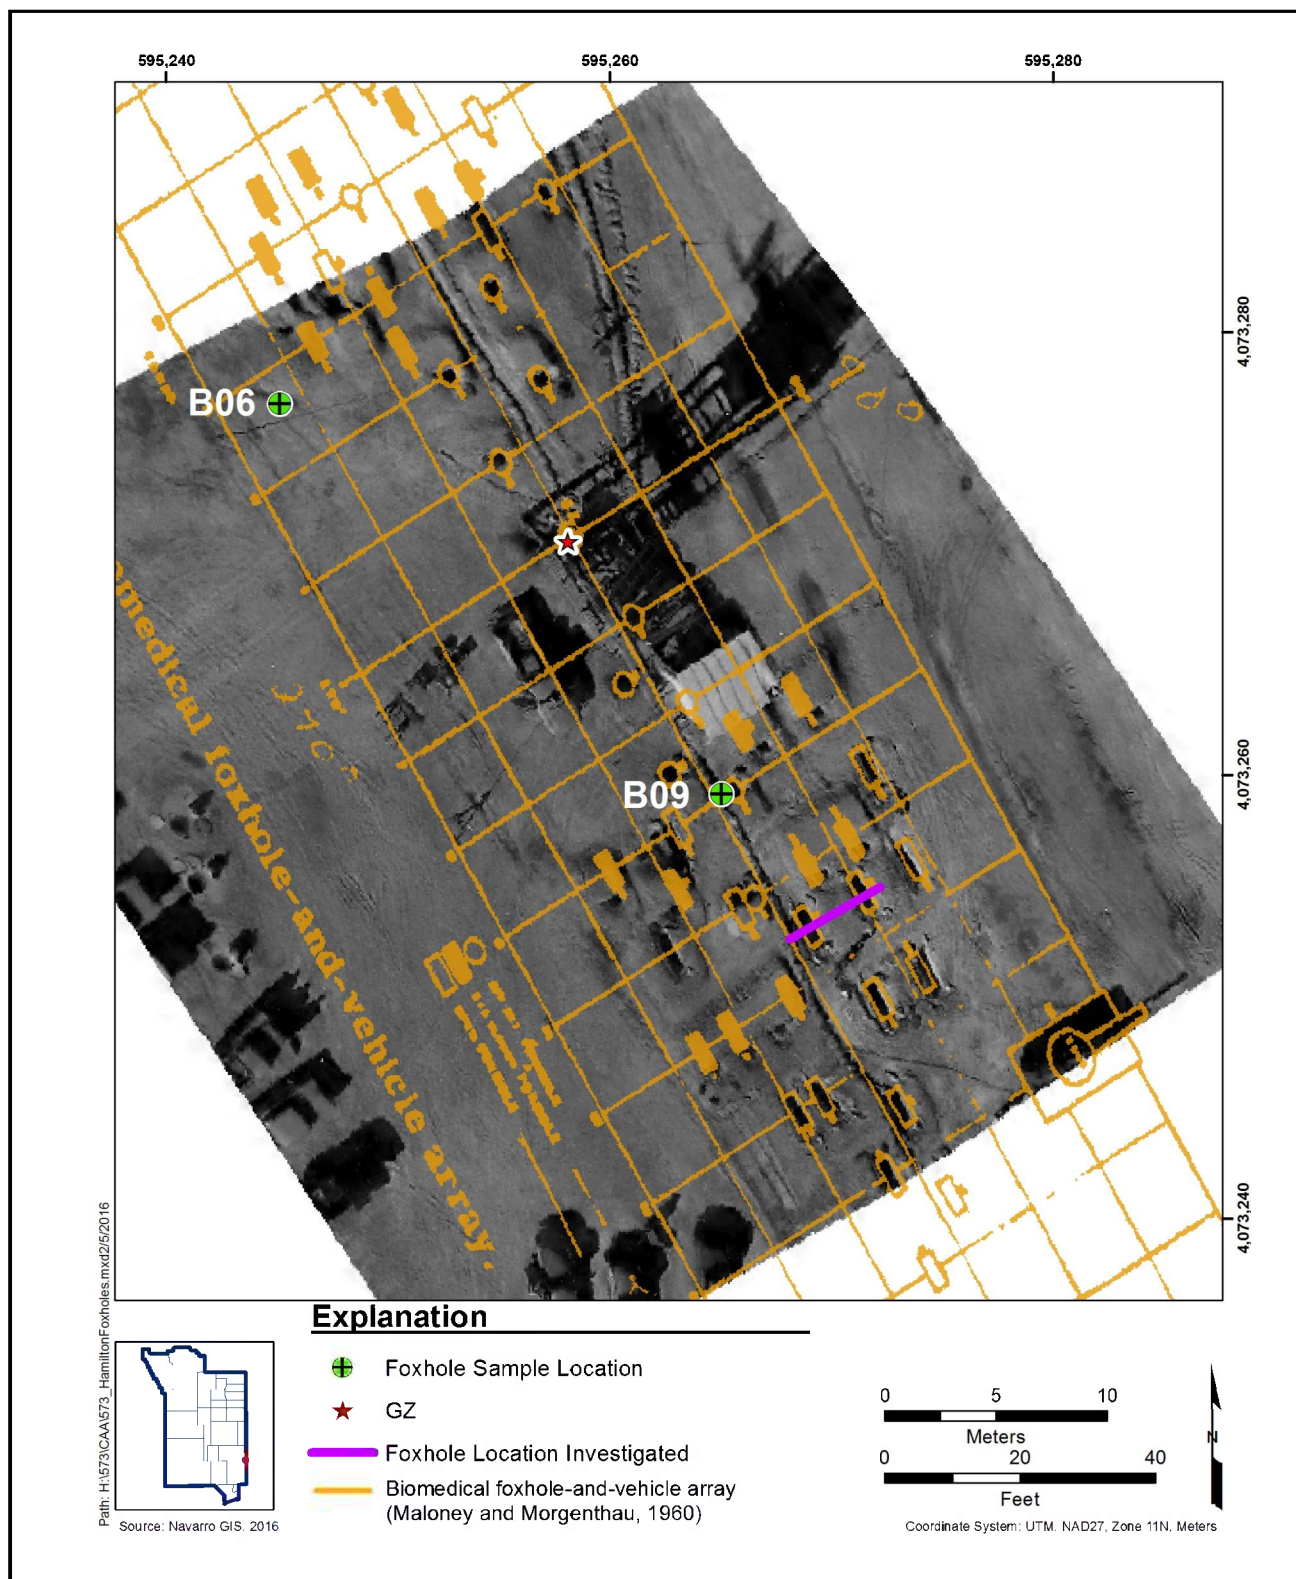 595,240
595,260
595,280
4,073,280
4,073,260
4,073,240
B06
B09
omedical foxhole-and-vehicle array.
270°
Explanation
Foxhole Sample Location
GZ
Foxhole Location Investigated
Biomedical foxhole-and-vehicle array
(Maloney and Morgenthau, 1960)
Path: H:\573\CAA\573_HamiltonFoxholes.mxd2/5/2016
Source: Navarro GIS. 2016
0 5 10
Meters
0 20 40
Feet
N
Coordinate System: UTM. NAD27, Zone 11N. Meters